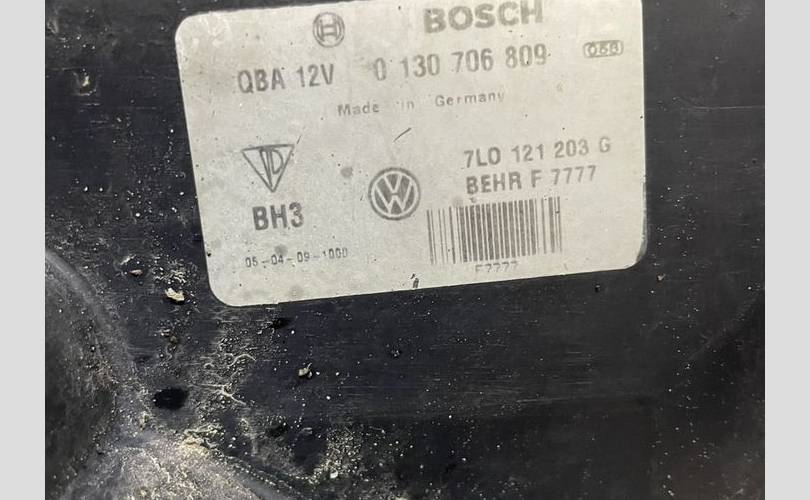 BOSCH
QBA 12V 0 130 706 809
Made in Germany
7L0 121 203 G
BEHR F 7777
BH3
05-04-09-1000
F7777